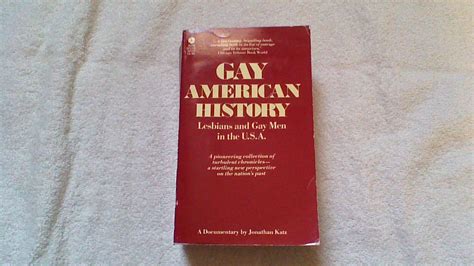 GAY
AMERICAN
HISTORY
Lesbians and Gay Men
in the U.S.A.
A pioneering collection of
turbulent chronicles—
a startling new perspective
on the nation's past
A Documentary by Jonathan Katz